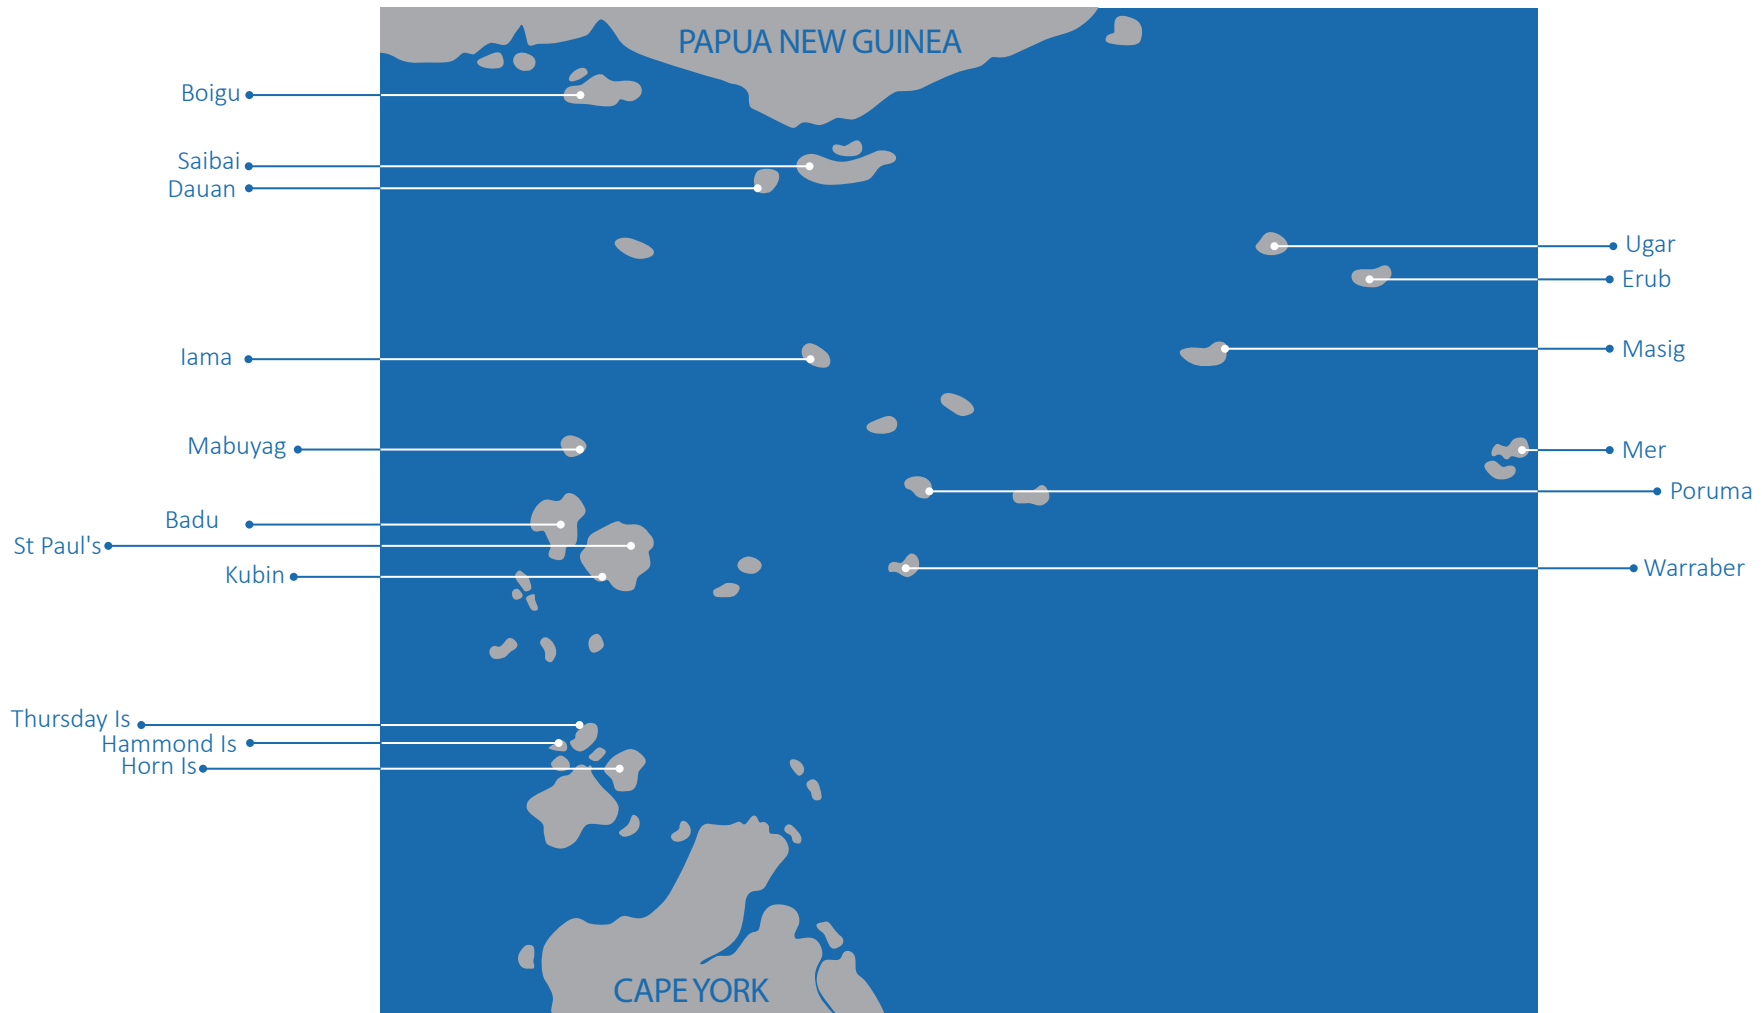 PAPUA NEW GUINEA
Boigu
Saibai
Dauan
Ugar
Erub
Iama
Masig
Mabuyag
Mer
Poruma
Badu
St Paul's
Kubin
Warraber
Thursday Is
Hammond Is
Horn Is
CAPE YORK